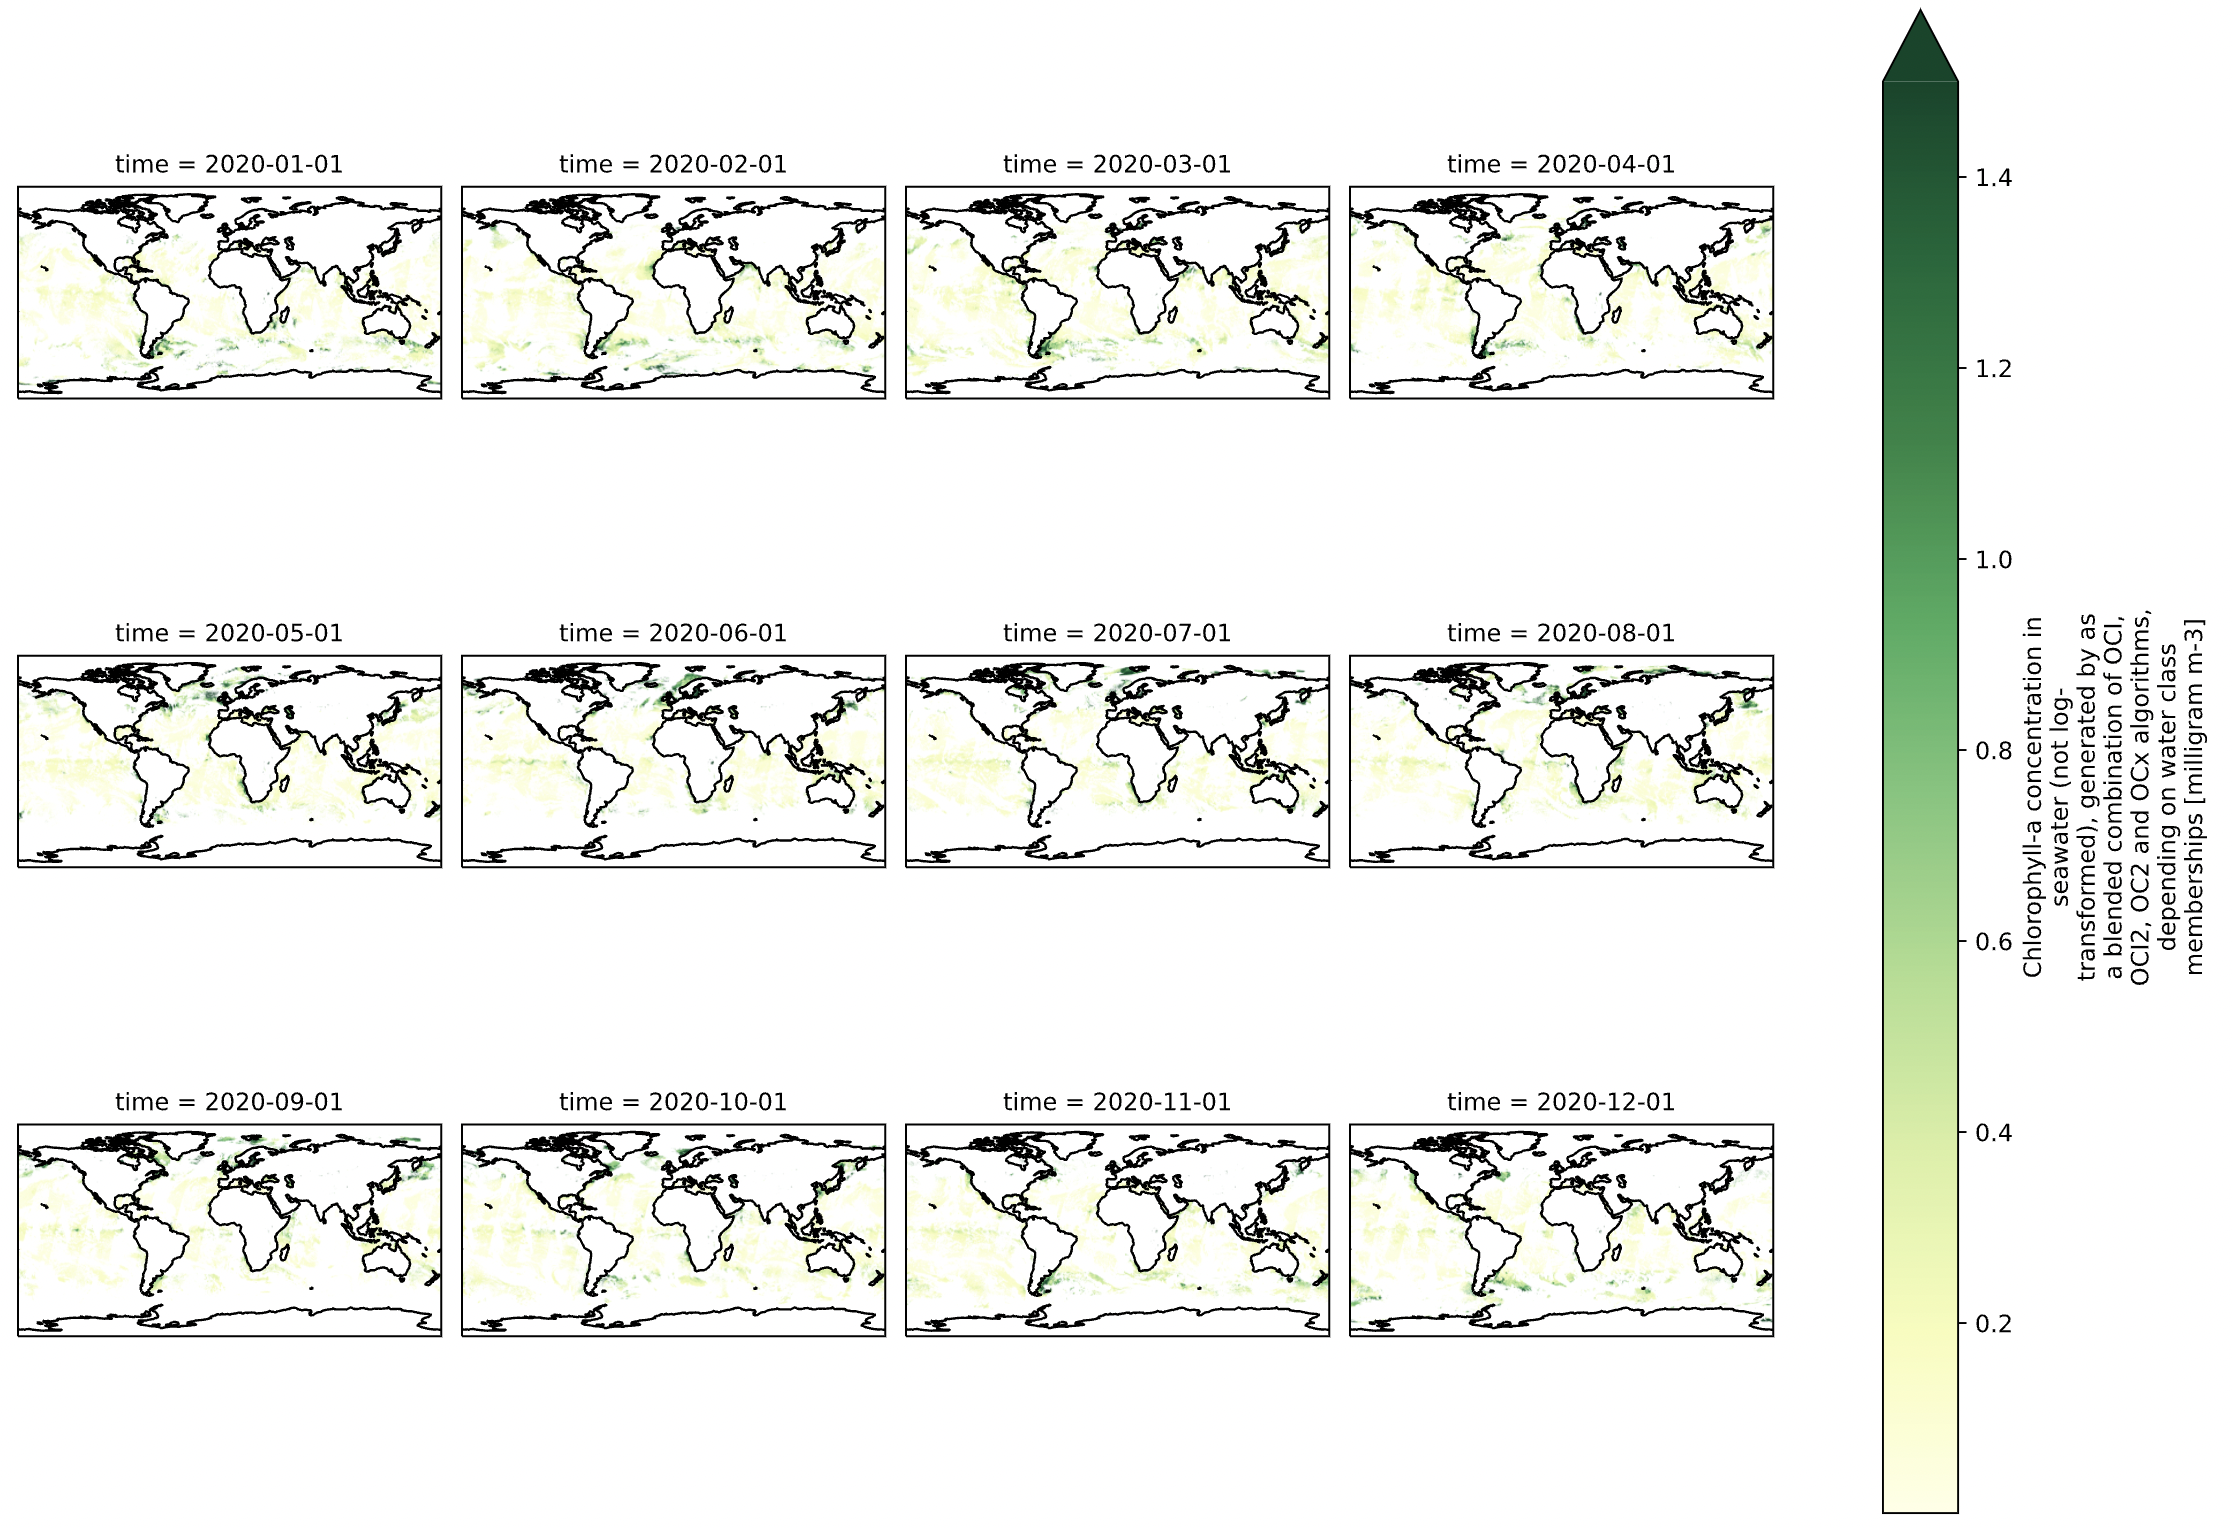 time = 2020-01-01
time = 2020-02-01
time = 2020-03-01
time = 2020-04-01
time = 2020-05-01
time = 2020-06-01
time = 2020-07-01
time = 2020-08-01
time = 2020-09-01
time = 2020-10-01
time = 2020-11-01
time = 2020-12-01
1.4
1.2
1.0
0.8
0.6
0.4
0.2
Chlorophyll-a concentration in
seawater (not log-
transformed), generated by as
a blended combination of OCI,
OCI2, OC2 and OCx algorithms,
depending on water class
memberships [milligram m-3]